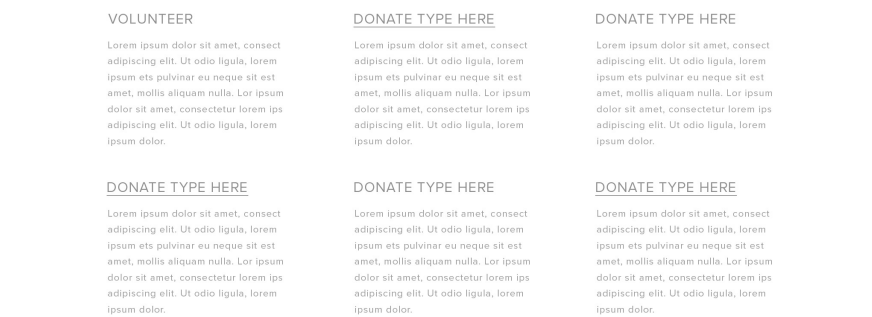 VOLUNTEER
Lorem ipsum dolor sit amet, consect
adipiscing elit. Ut odio ligula, lorem
ipsum ets pulvinar eu neque sit est
amet, mollis aliquam nulla. Lor ipsum
dolor sit amet, consectetur lorem ips
adipiscing elit. Ut odio ligula, lorem
ipsum dolor.
DONATE TYPE HERE
Lorem ipsum dolor sit amet, consect
adipiscing elit. Ut odio ligula, lorem
ipsum ets pulvinar eu neque sit est
amet, mollis aliquam nulla. Lor ipsum
dolor sit amet, consectetur lorem ips
adipiscing elit. Ut odio ligula, lorem
ipsum dolor.
DONATE TYPE HERE
Lorem ipsum dolor sit amet, consect
adipiscing elit. Ut odio ligula, lorem
ipsum ets pulvinar eu neque sit est
amet, mollis aliquam nulla. Lor ipsum
dolor sit amet, consectetur lorem ips
adipiscing elit. Ut odio ligula, lorem
ipsum dolor.
DONATE TYPE HERE
Lorem ipsum dolor sit amet, consect
adipiscing elit. Ut odio ligula, lorem
ipsum ets pulvinar eu neque sit est
amet, mollis aliquam nulla. Lor ipsum
dolor sit amet, consectetur lorem ips
adipiscing elit. Ut odio ligula, lorem
ipsum dolor.
DONATE TYPE HERE
Lorem ipsum dolor sit amet, consect
adipiscing elit. Ut odio ligula, lorem
ipsum ets pulvinar eu neque sit est
amet, mollis aliquam nulla. Lor ipsum
dolor sit amet, consectetur lorem ips
adipiscing elit. Ut odio ligula, lorem
ipsum dolor.
DONATE TYPE HERE
Lorem ipsum dolor sit amet, consect
adipiscing elit. Ut odio ligula, lorem
ipsum ets pulvinar eu neque sit est
amet, mollis aliquam nulla. Lor ipsum
dolor sit amet, consectetur lorem ips
adipiscing elit. Ut odio ligula, lorem
ipsum dolor.